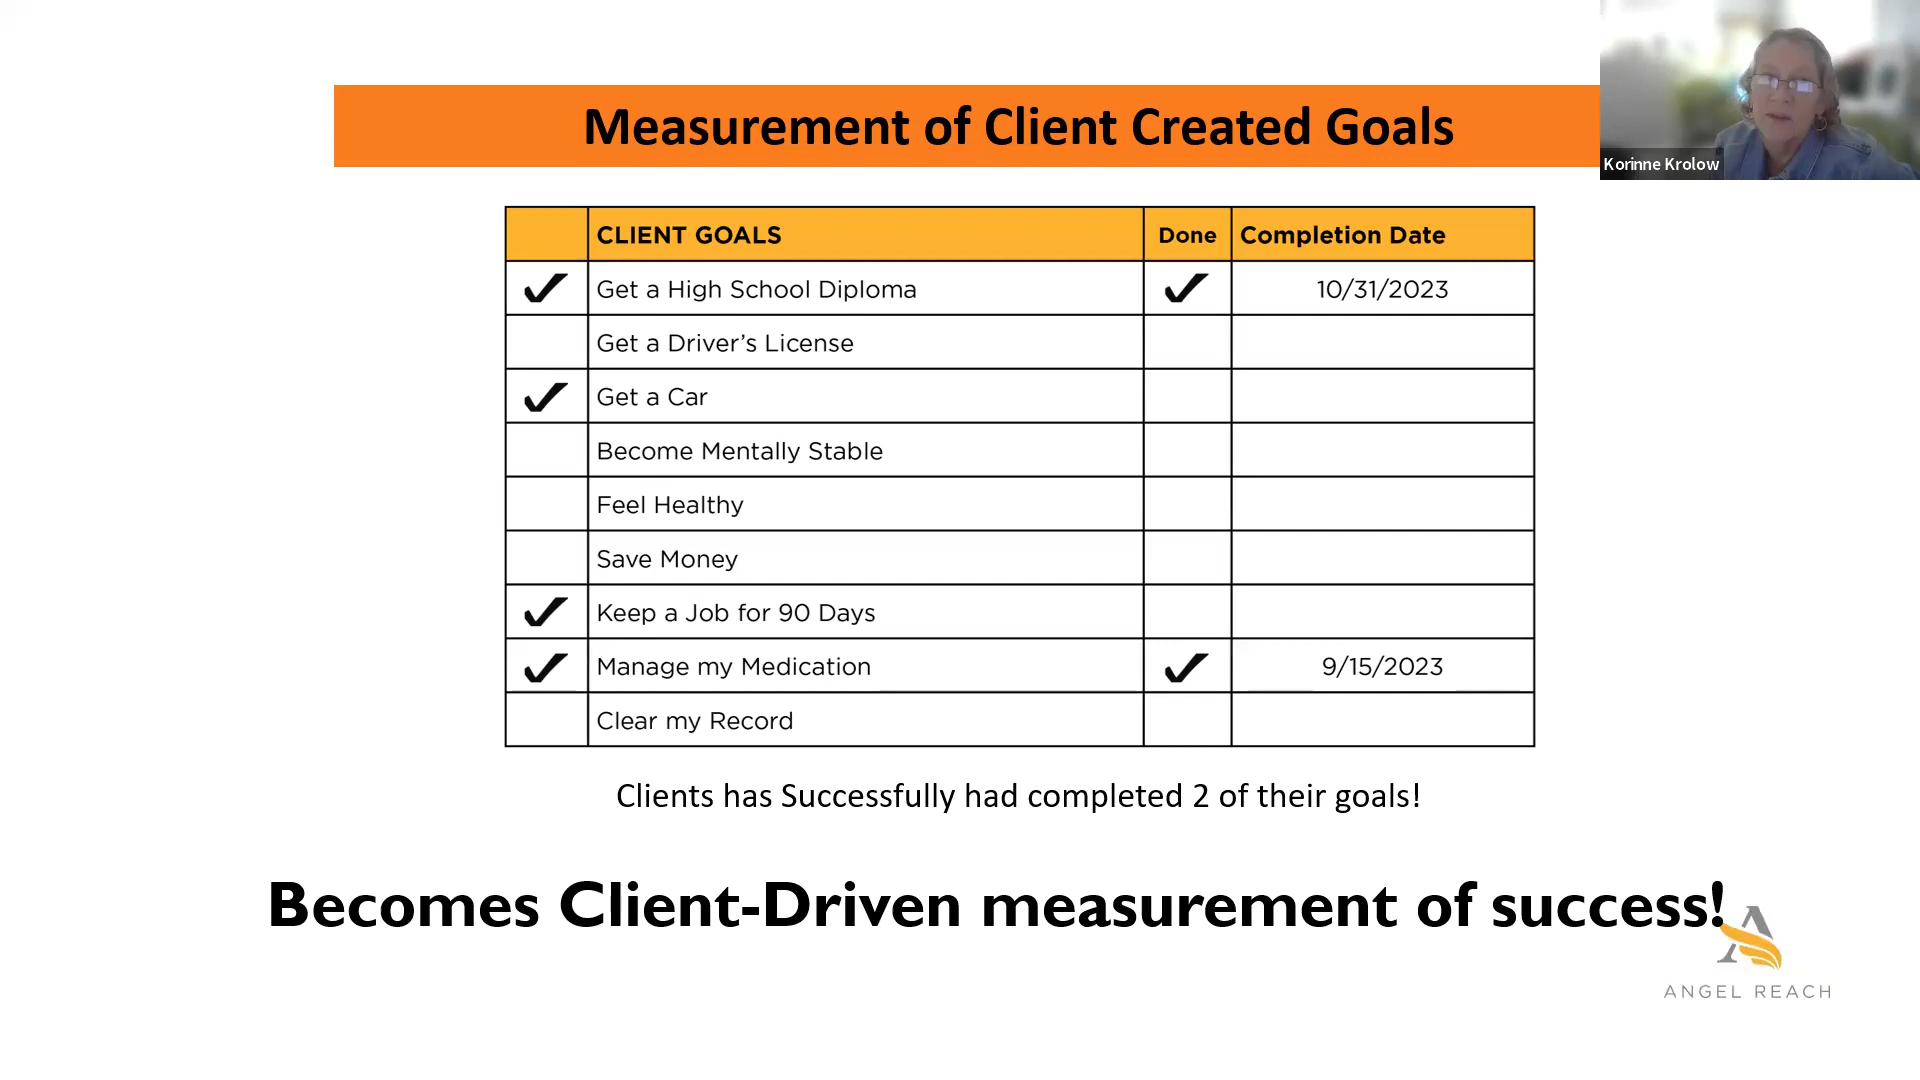 Measurement of Client Created Goals
Korinne Krolow
CLIENT GOALS Done Completion Date
✓ Get a High School Diploma ✓ 10/31/2023
Get a Driver’s License
✓ Get a Car
Become Mentally Stable
Feel Healthy
Save Money
✓ Keep a Job for 90 Days
✓ Manage my Medication ✓ 9/15/2023
Clear my Record
Clients has Successfully had completed 2 of their goals!
Becomes Client-Driven measurement of success!
ANGEL REACH